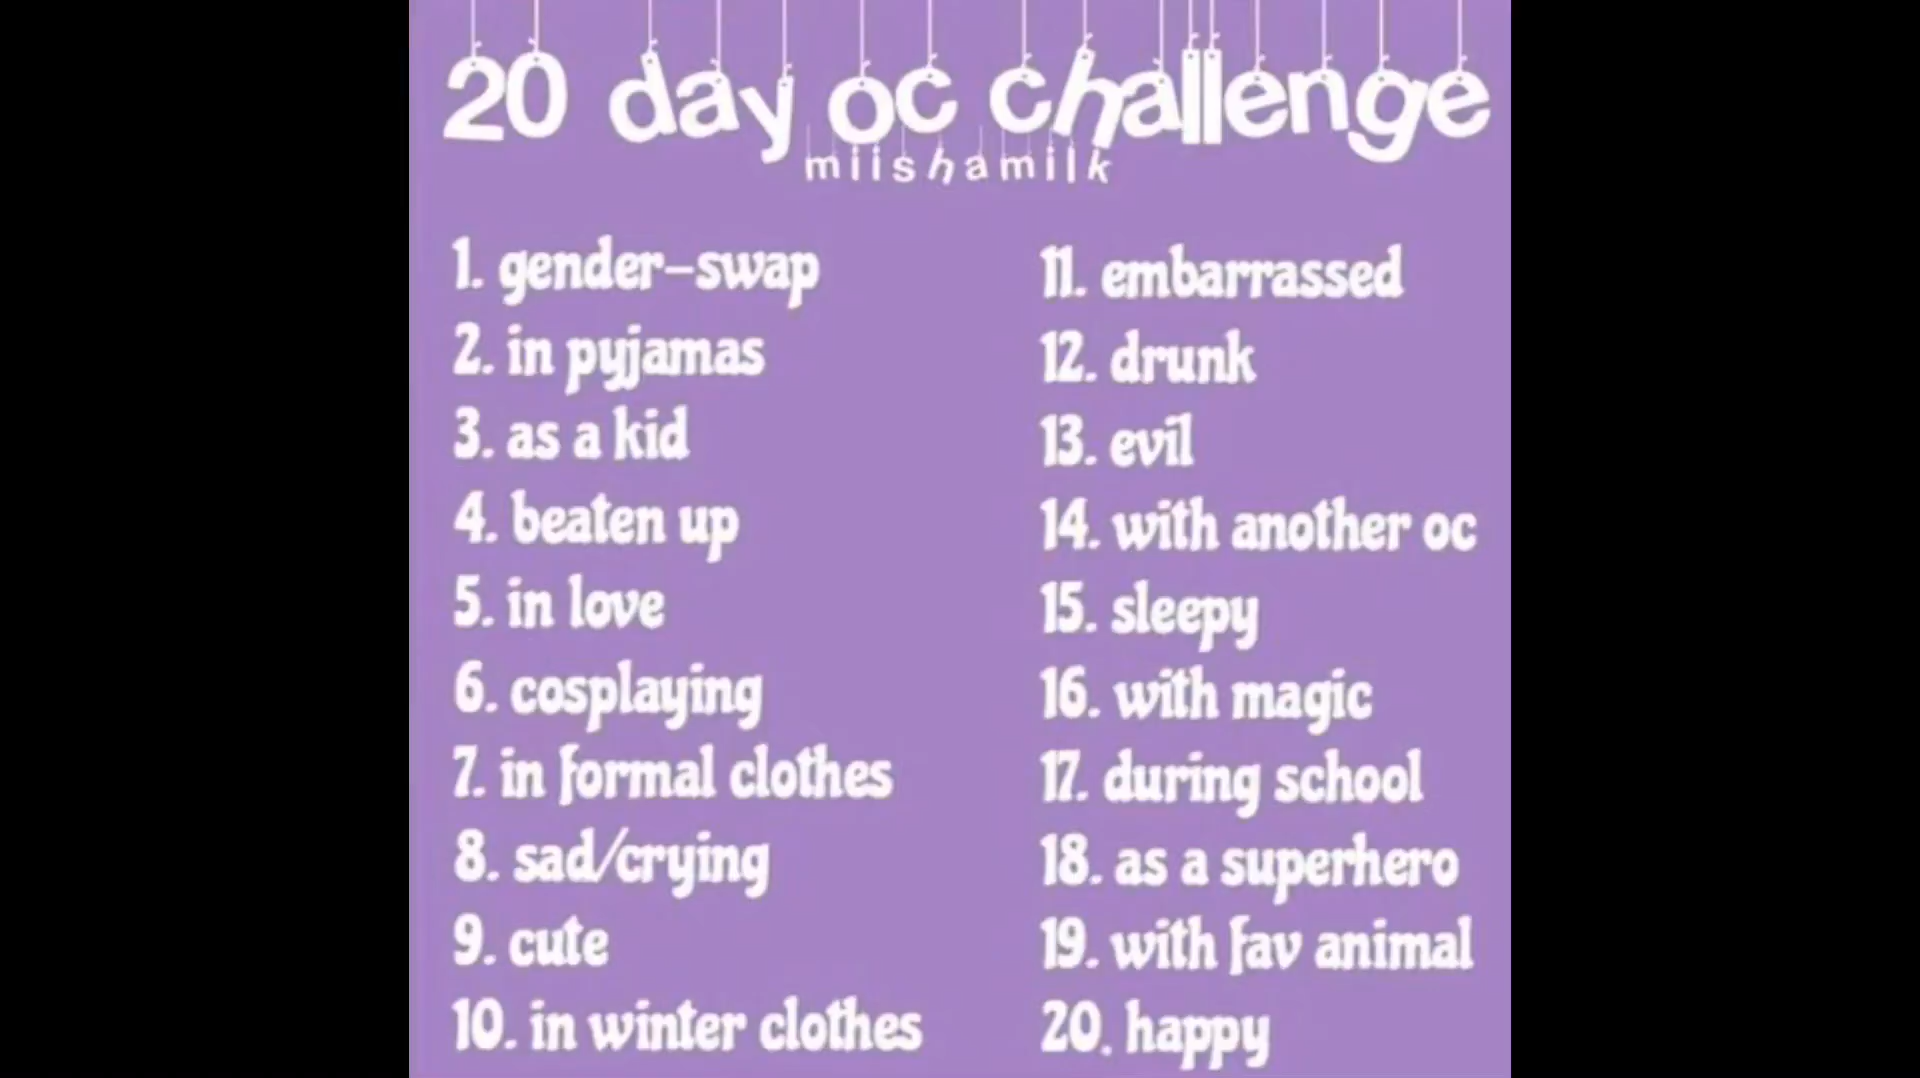 20 day oc challenge
miishamilk
1. gender-swap
2. in pyjamas
3. as a kid
4. beaten up
5. in love
6. cosplaying
7. in formal clothes
8. sad/crying
9. cute
10. in winter clothes
11. embarrassed
12. drunk
13. evil
14. with another oc
15. sleepy
16. with magic
17. during school
18. as a superhero
19. with fav animal
20. happy